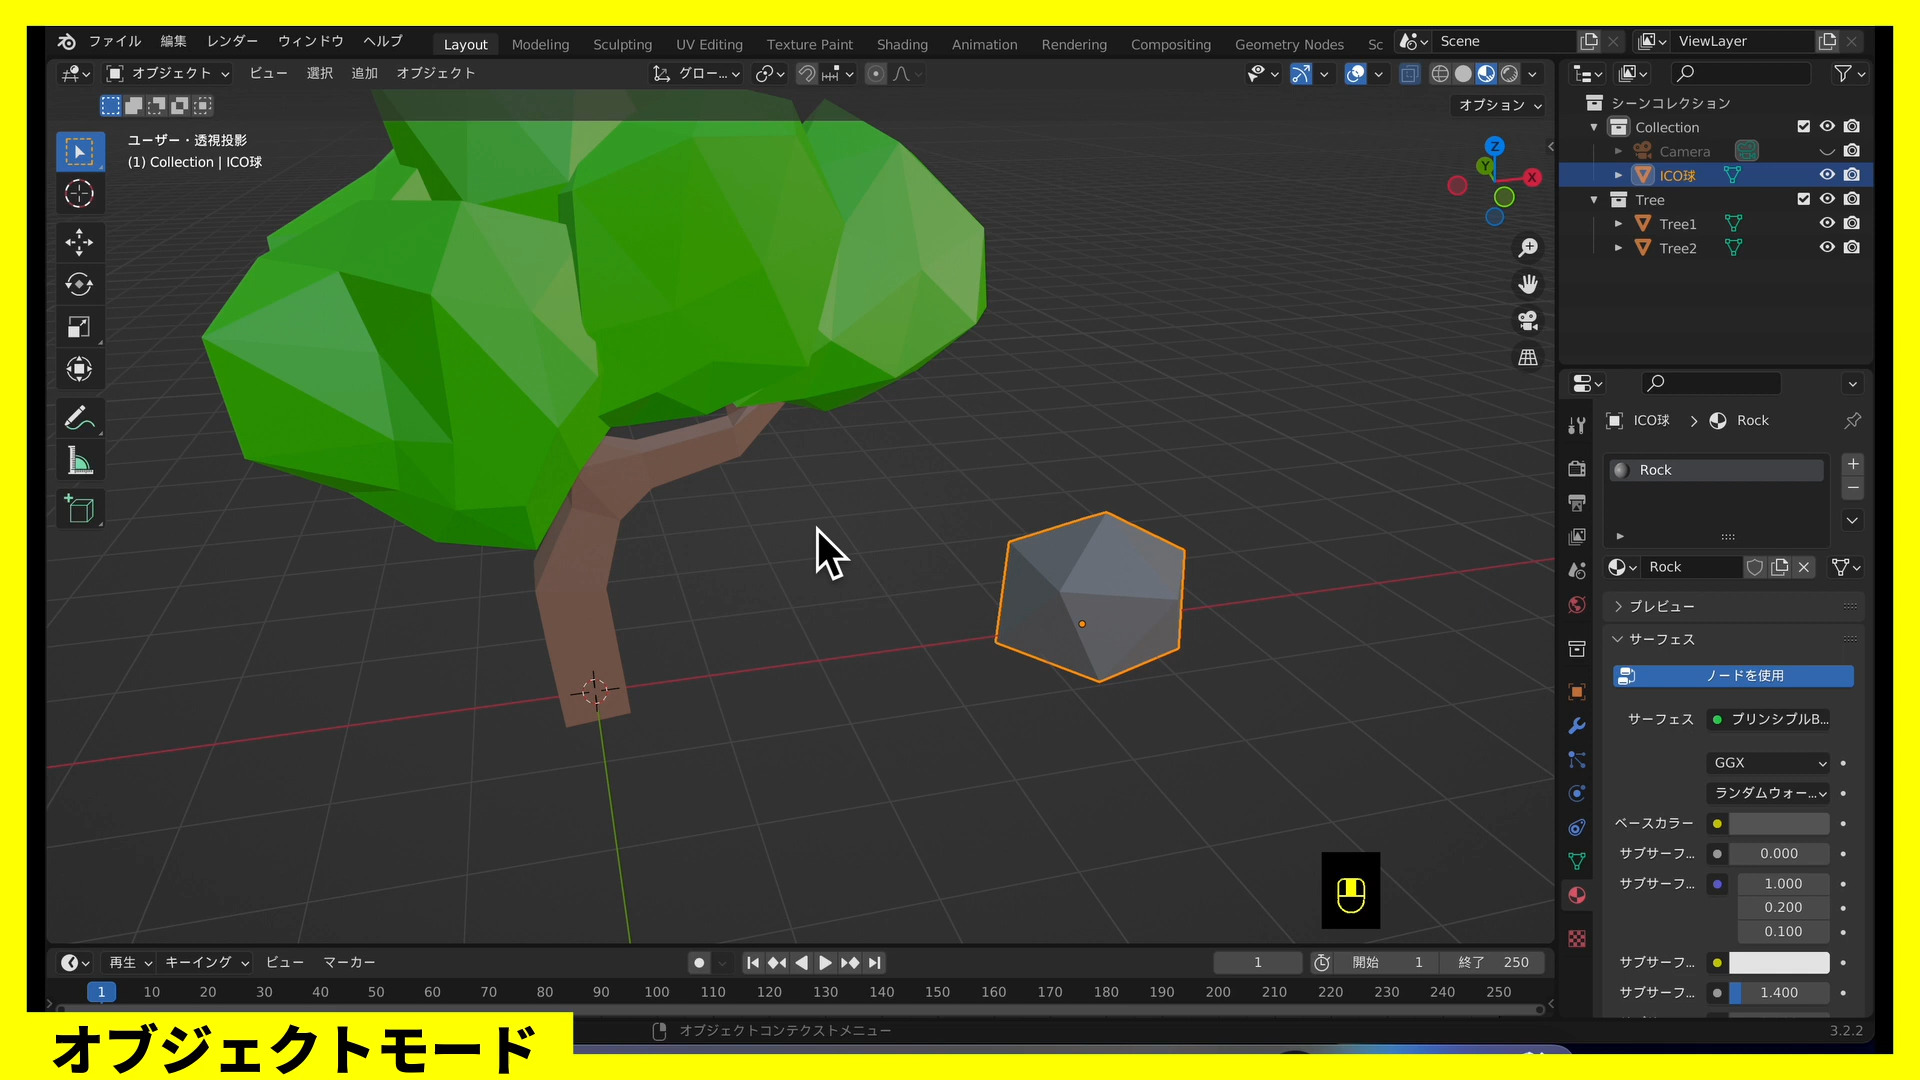 ファイル 編集 レンダー ウィンドウ ヘルプ Layout Modeling Sculpting UV Editing Texture Paint Shading Animation Rendering Compositing Geometry Nodes Sc Scene ViewLayer
オブジェクト ビュー 選択 追加 オブジェクト グロー...
オプション
ユーザー・透視投影
(1) Collection | ICO球
Z
Y
X
シーンコレクション
Collection
Camera
ICO球
Tree
Tree1
Tree2
ICO球 Rock
Rock
Rock
プレビュー
サーフェス
ノードを使用
サーフェス プリンシプルB...
GGX
ランダムウォー...
ベースカラー
サブサーフ... 0.000
サブサーフ... 1.000
0.200
0.100
サブサーフ...
サブサーフ... 1.400
再生 キーイング ビュー マーカー 1 開始 1 終了 250
1 10 20 30 40 50 60 70 80 90 100 110 120 130 140 150 160 170 180 190 200 210 220 230 240 250
オブジェクトコンテクストメニュー 3.2.2
オブジェクトモード